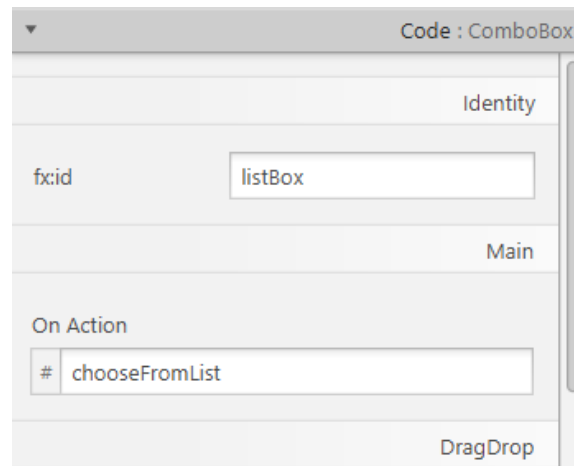 Code : ComboBox
Identity
fx:id listBox
Main
On Action
# chooseFromList
DragDrop